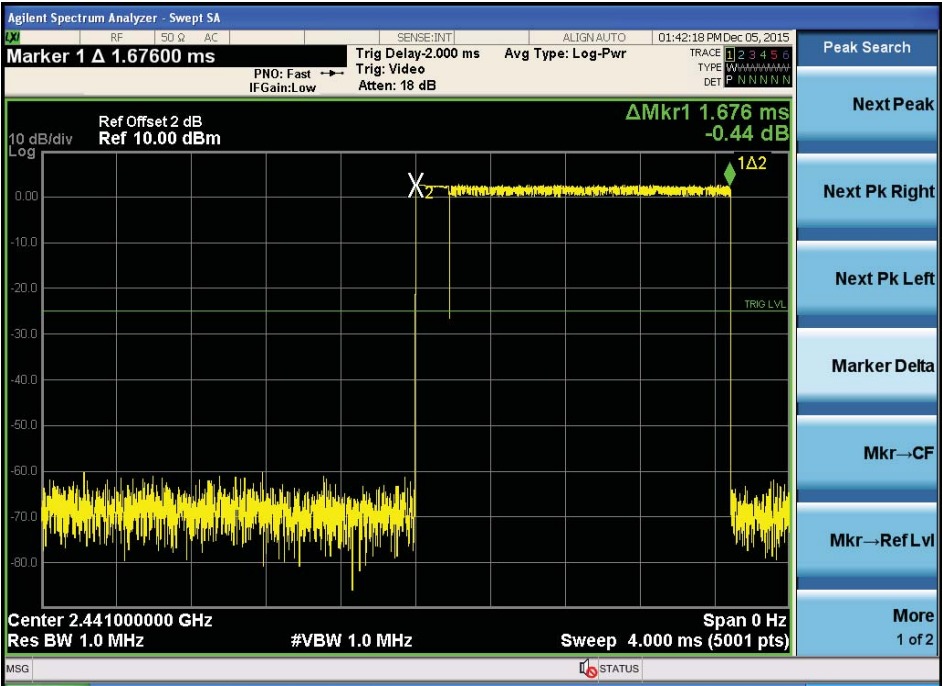 Agilent Spectrum Analyzer - Swept SA
LXI RF 50 Ω AC SENSE:INT ALIGN AUTO 01:42:18 PM Dec 05, 2015
Marker 1 Δ 1.67600 ms
PNO: Fast
IFGain:Low
Trig Delay-2.000 ms
Trig: Video
Atten: 18 dB
Avg Type: Log-Pwr
TRACE 1 2 3 4 5 6
TYPE WWWWWW
DET P N N N N N
Peak Search
Next Peak
Next Pk Right
Next Pk Left
Marker Delta
Mkr→CF
Mkr→Ref Lvl
More
1 of 2
ΔMkr1 1.676 ms
-0.44 dB
Ref Offset 2 dB
10 dB/div Ref 10.00 dBm
Log
1Δ2
2
0.00
-10.0
-20.0
TRIG LVL
-30.0
-40.0
-50.0
-60.0
-70.0
-80.0
Center 2.441000000 GHz Span 0 Hz
Res BW 1.0 MHz #VBW 1.0 MHz Sweep 4.000 ms (5001 pts)
MSG STATUS